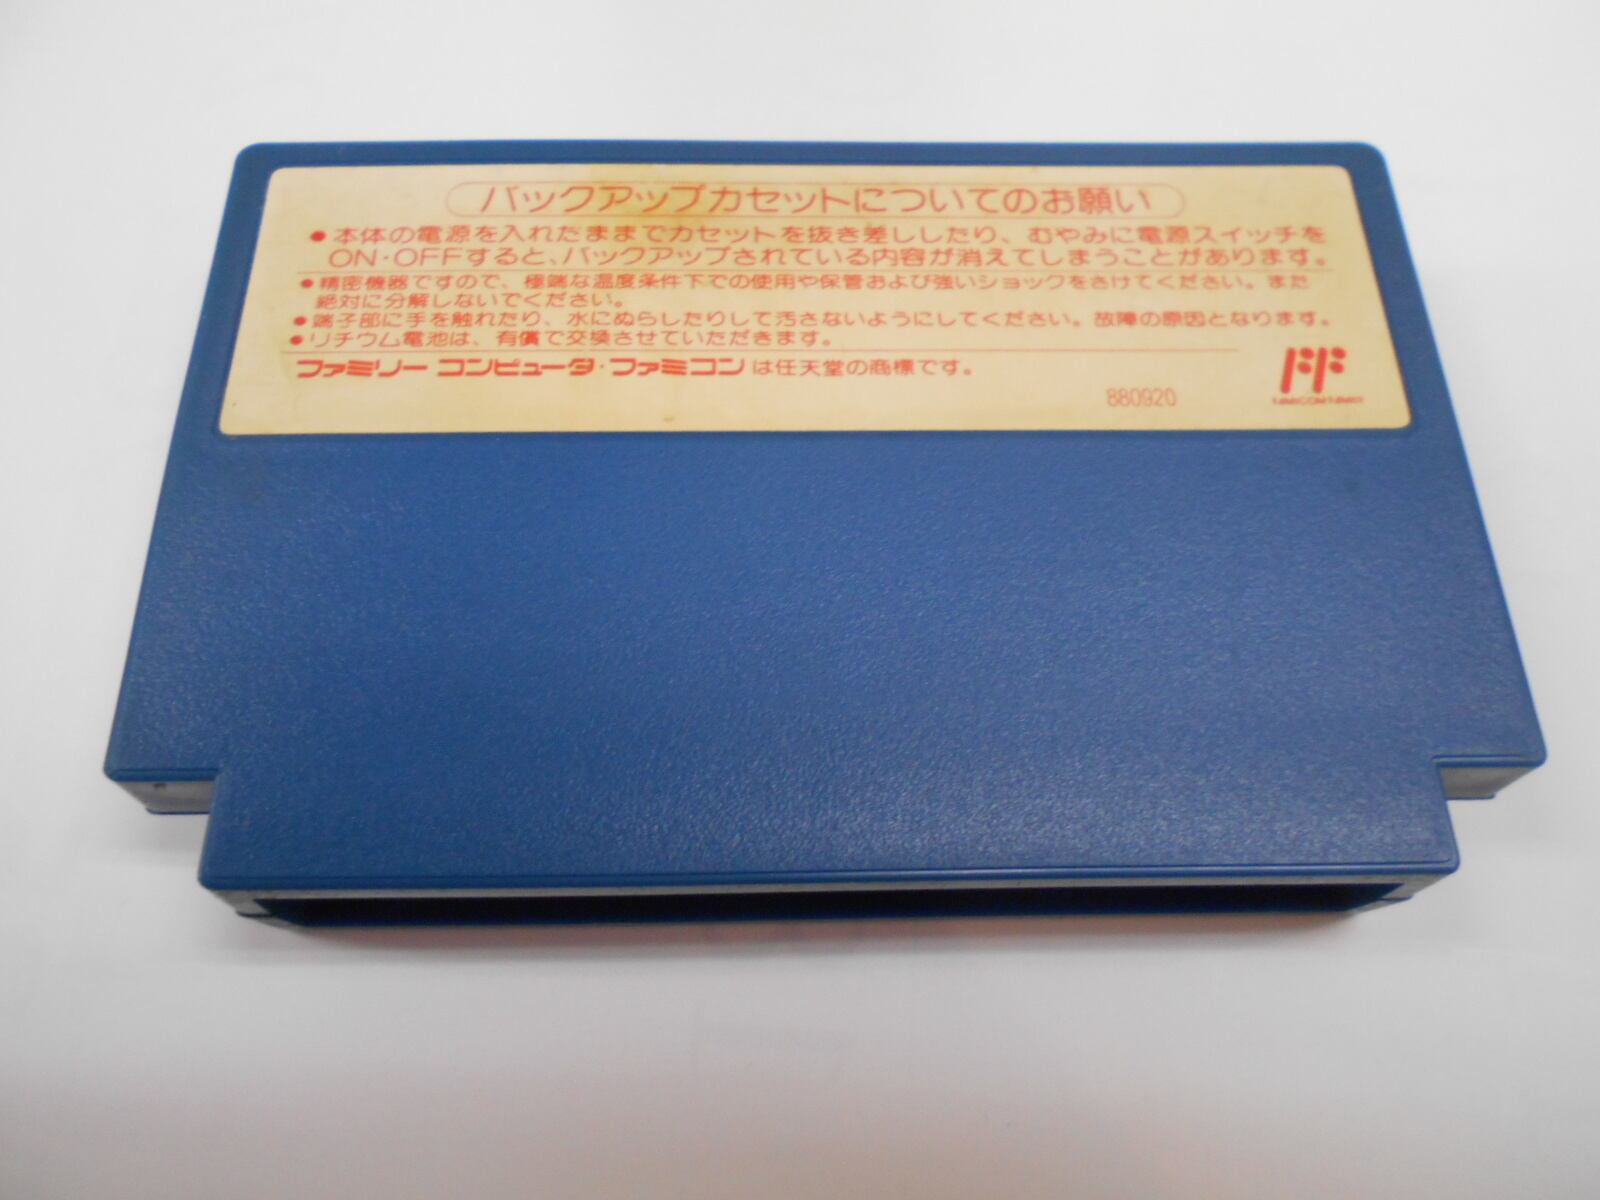 バックアップカセットについてのお願い
●本体の電源を入れたままでカセットを抜き差ししたり、むやみに電源スイッチを
ON・OFFすると、バックアップされている内容が消えてしまうことがあります。
●精密機器ですので、極端な温度条件下での使用や保管および強いショックをさけてください。また
絶対に分解しないでください。
●端子部に手を触れたり、水にぬらしたりして汚さないようにしてください。故障の原因となります。
●リチウム電池は、有償で交換させていただきます。
ファミリー コンピュータ・ファミコンは任天堂の商標です。
880920